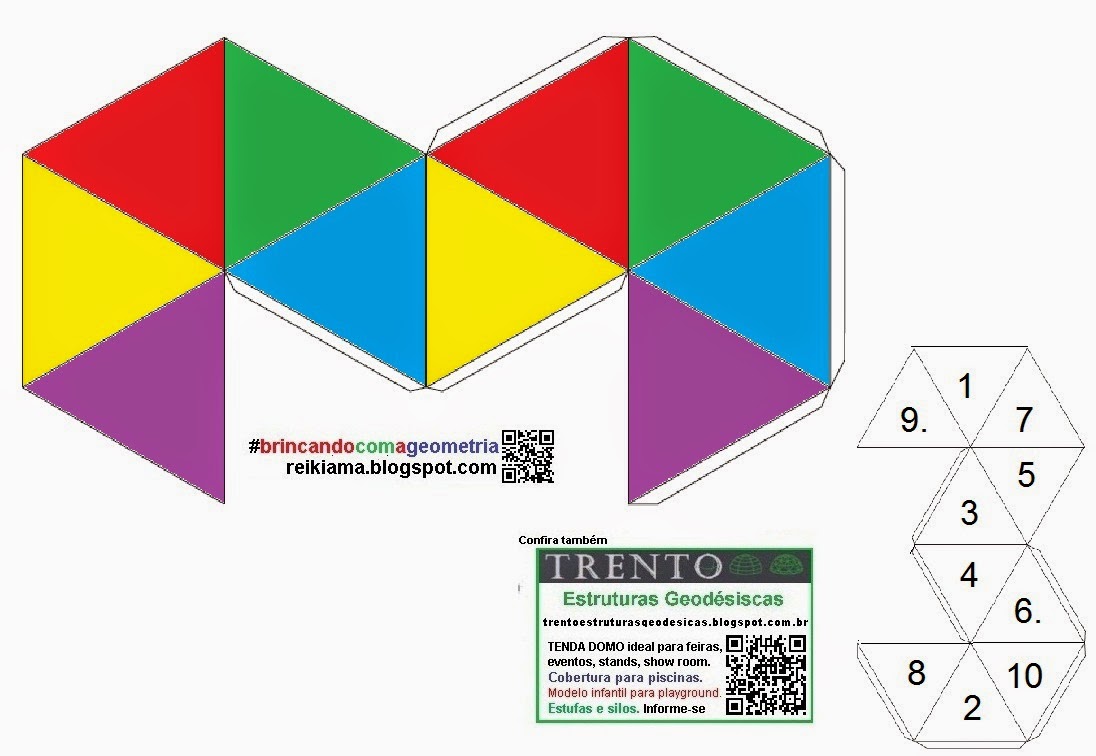 #brincandocomageometria
reikiama.blogspot.com
Confira também
TRENTO
Estruturas Geodésiscas
trentoestruturasgeodesicas.blogspot.com.br
TENDA DOMO ideal para feiras,
eventos, stands, show room.
Cobertura para piscinas.
Modelo infantil para playground.
Estufas e silos. Informe-se
1
9.
7
5
3
4
6.
8
10
2